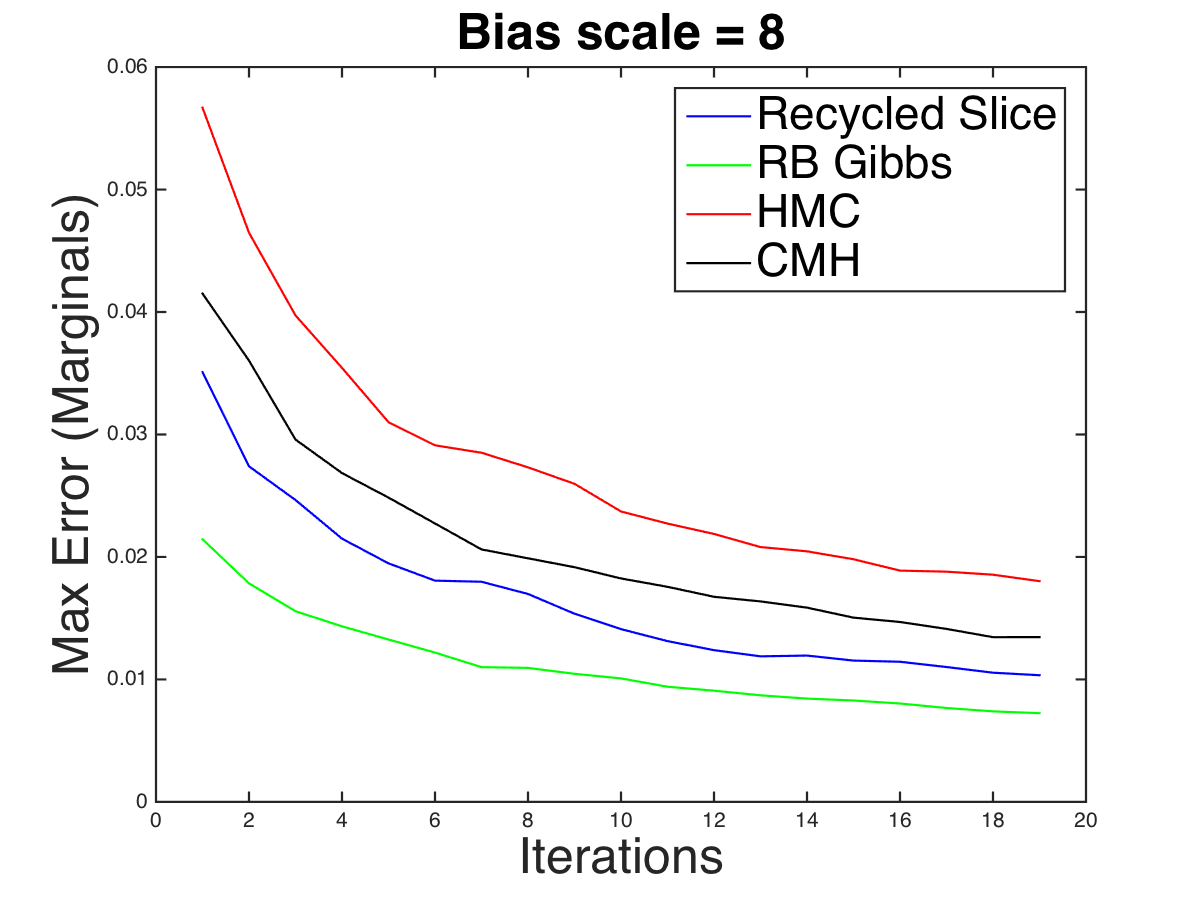 Bias scale = 8
Max Error (Marginals)
0.06
0.05
0.04
0.03
0.02
0.01
0
Recycled Slice
RB Gibbs
HMC
CMH
0 2 4 6 8 10 12 14 16 18 20
Iterations